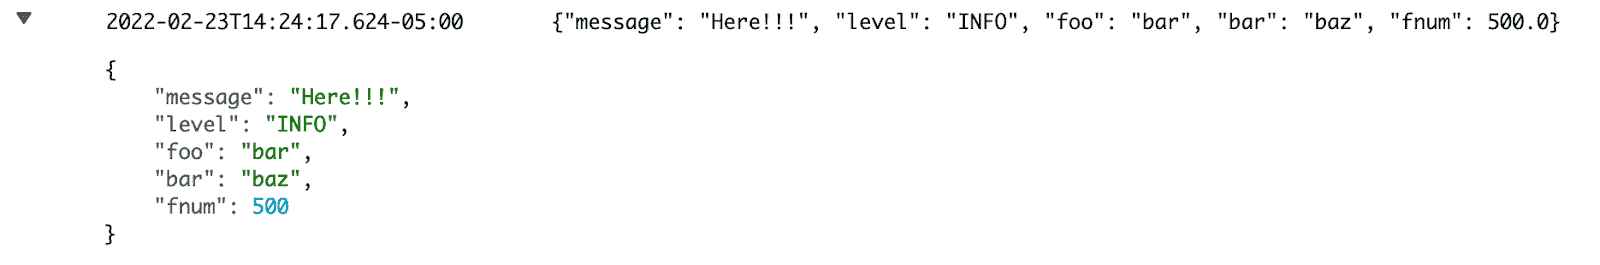 2022-02-23T14:24:17.624-05:00 {"message": "Here!!!", "level": "INFO", "foo": "bar", "bar": "baz", "fnum": 500.0}
{
    "message": "Here!!!",
    "level": "INFO",
    "foo": "bar",
    "bar": "baz",
    "fnum": 500
}